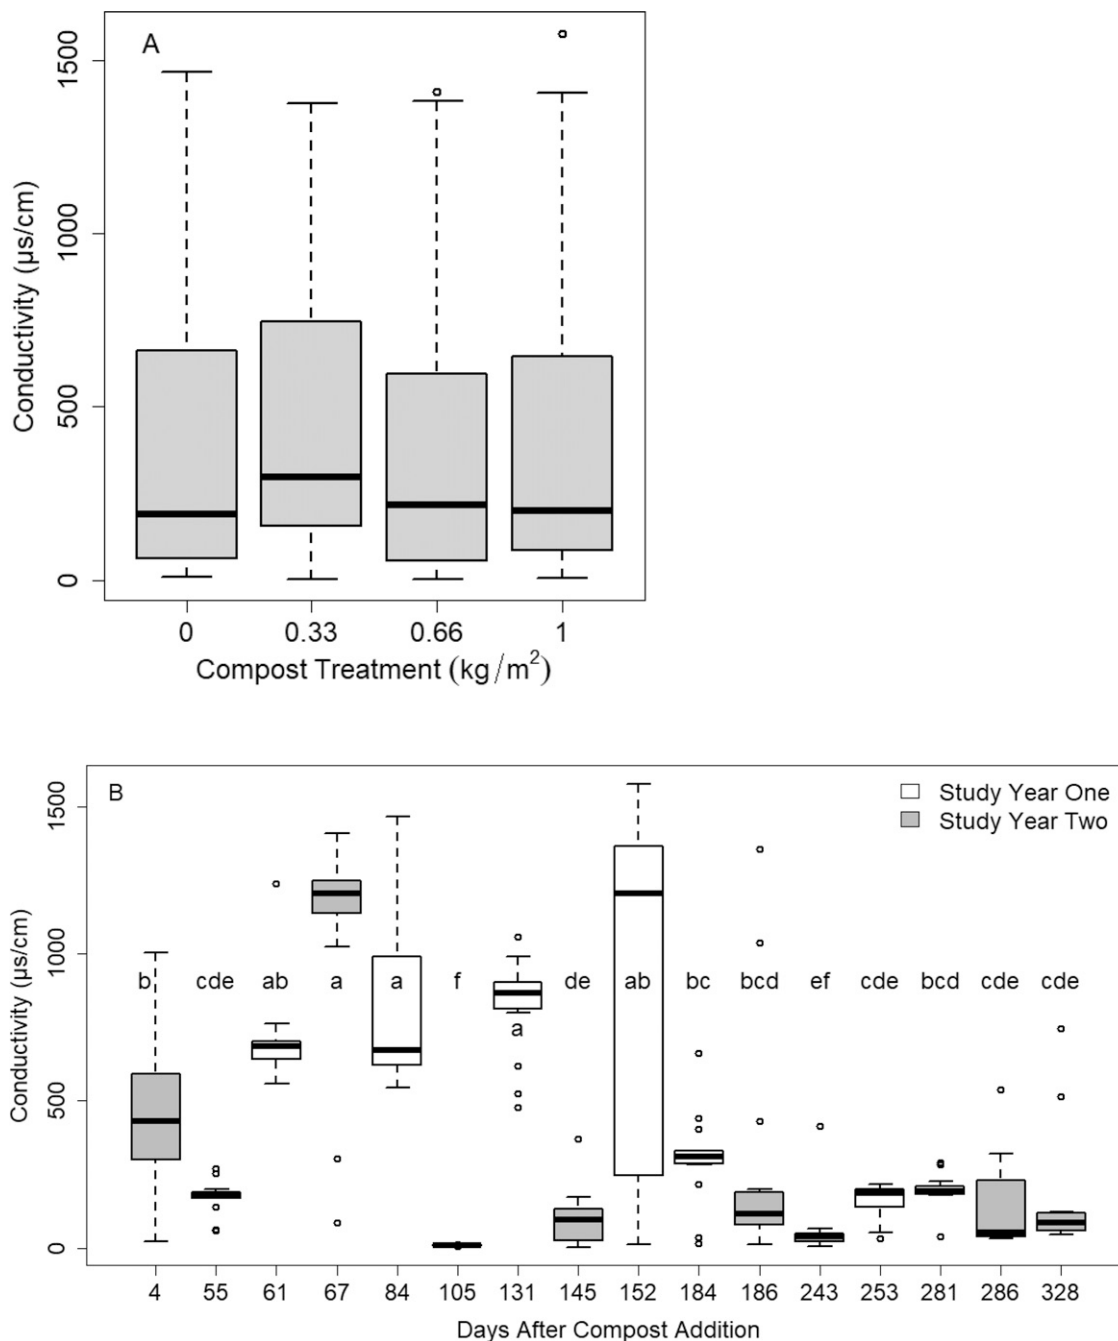 A
1500
1000
500
0
Conductivity (µs/cm)
0 0.33 0.66 1
Compost Treatment (kg/m²)
B
Study Year One
Study Year Two
1500
1000
500
0
Conductivity (µs/cm)
b cde ab a a f a de ab bc bcd ef cde bcd cde cde
4 55 61 67 84 105 131 145 152 184 186 243 253 281 286 328
Days After Compost Addition